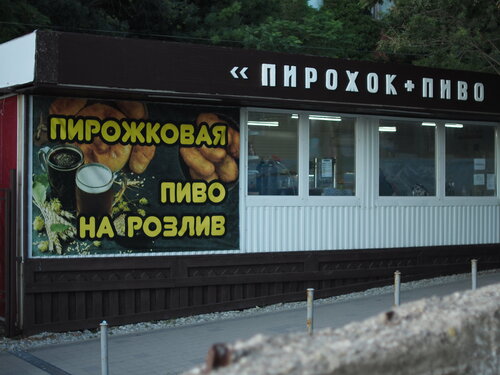 « ПИРОХОК + ПИВО
ПИРОЖКОВАЯ
ПИВО
НА РОЗЛИВ